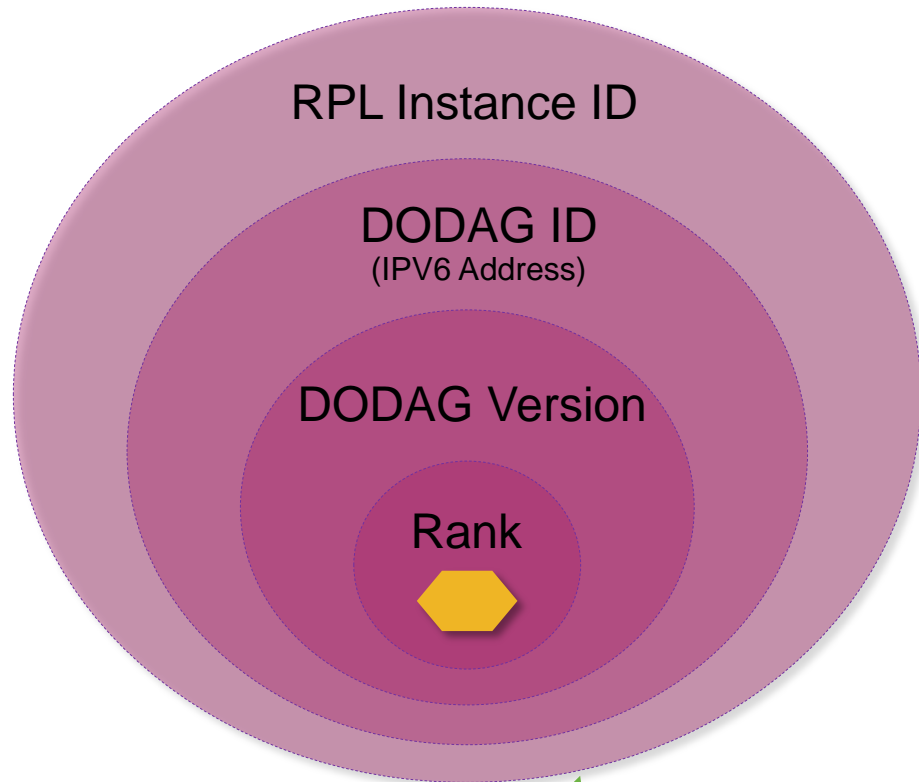 RPL Instance ID
DODAG ID
(IPV6 Address)
DODAG Version
Rank